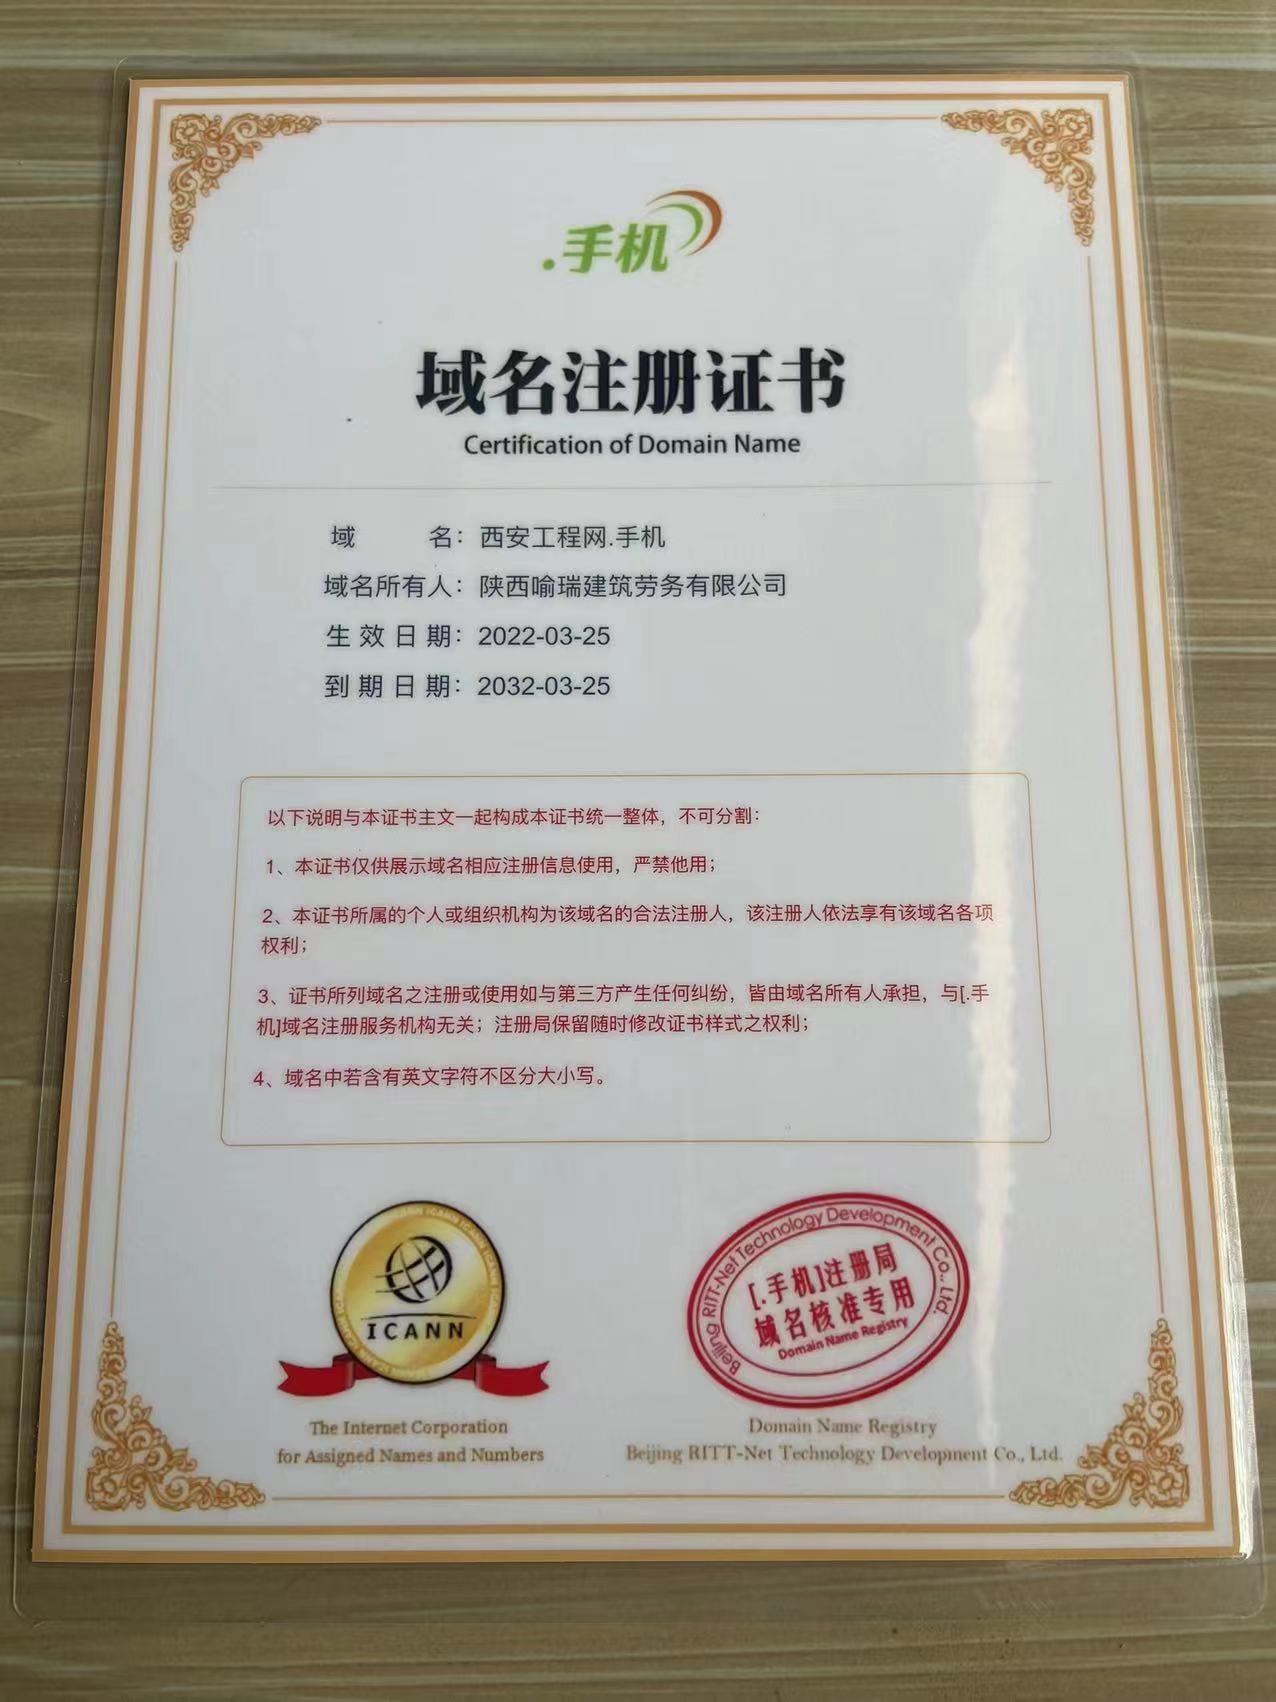 .手机
域名注册证书
Certification of Domain Name
域 名：西安工程网.手机
域名所有人：陕西喻瑞建筑劳务有限公司
生效日期：2022-03-25
到期日期：2032-03-25
以下说明与本证书主文一起构成本证书统一整体，不可分割：
1、本证书仅供展示域名相应注册信息使用，严禁他用；
2、本证书所属的个人或组织机构为该域名的合法注册人，该注册人依法享有该域名各项
权利；
3、证书所列域名之注册或使用如与第三方产生任何纠纷，皆由域名所有人承担，与[.手
机]域名注册服务机构无关；注册局保留随时修改证书样式之权利；
4、域名中若含有英文字符不区分大小写。
ICANN
The Internet Corporation
for Assigned Names and Numbers
Beijing RITT-Net Technology Development Co., Ltd.
[.手机]注册局
域名核准专用
Domain Name Registry
Domain Name Registry
Beijing RITT-Net Technology Development Co., Ltd.